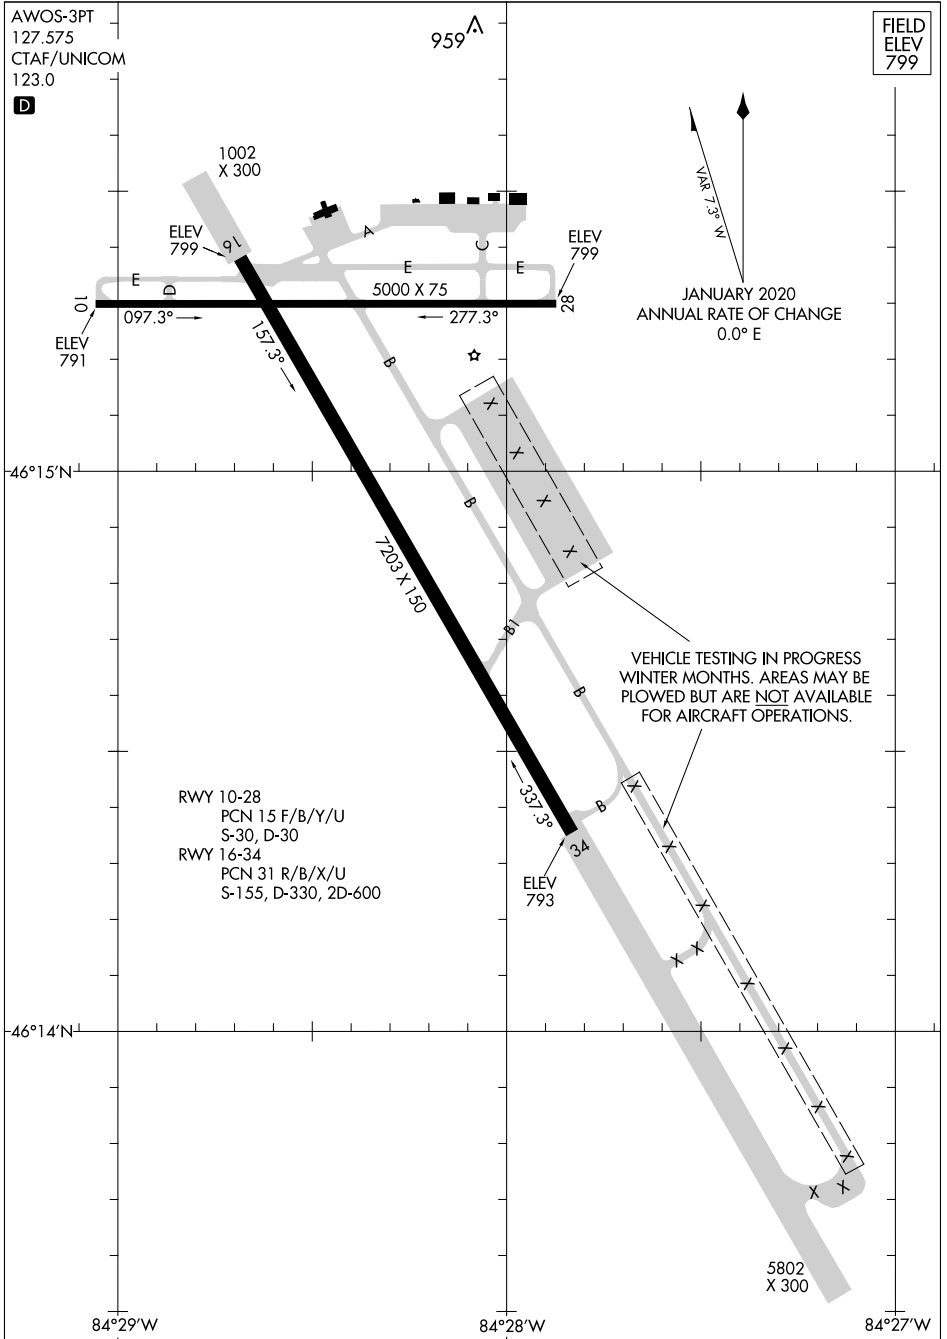 AWOS-3PT
127.575
CTAF/UNICOM
123.0
D
959
FIELD
ELEV
799
1002
X 300
VAR 7.3° W
JANUARY 2020
ANNUAL RATE OF CHANGE
0.0° E
ELEV
799
16
A
C
ELEV
799
E
D
E
E
5000 X 75
10
28
097.3°
277.3°
ELEV
791
157.3°
B
X
X
46°15'N
B
X
X
7203 X 150
B1
VEHICLE TESTING IN PROGRESS
WINTER MONTHS. AREAS MAY BE
PLOWED BUT ARE NOT AVAILABLE
FOR AIRCRAFT OPERATIONS.
B
RWY 10-28
PCN 15 F/B/Y/U
S-30, D-30
RWY 16-34
PCN 31 R/B/X/U
S-155, D-330, 2D-600
337.3°
B
X
34
X
ELEV
793
X
X
X
X
46°14'N
X
X
X
X
X
5802
X 300
84°29'W
84°28'W
84°27'W